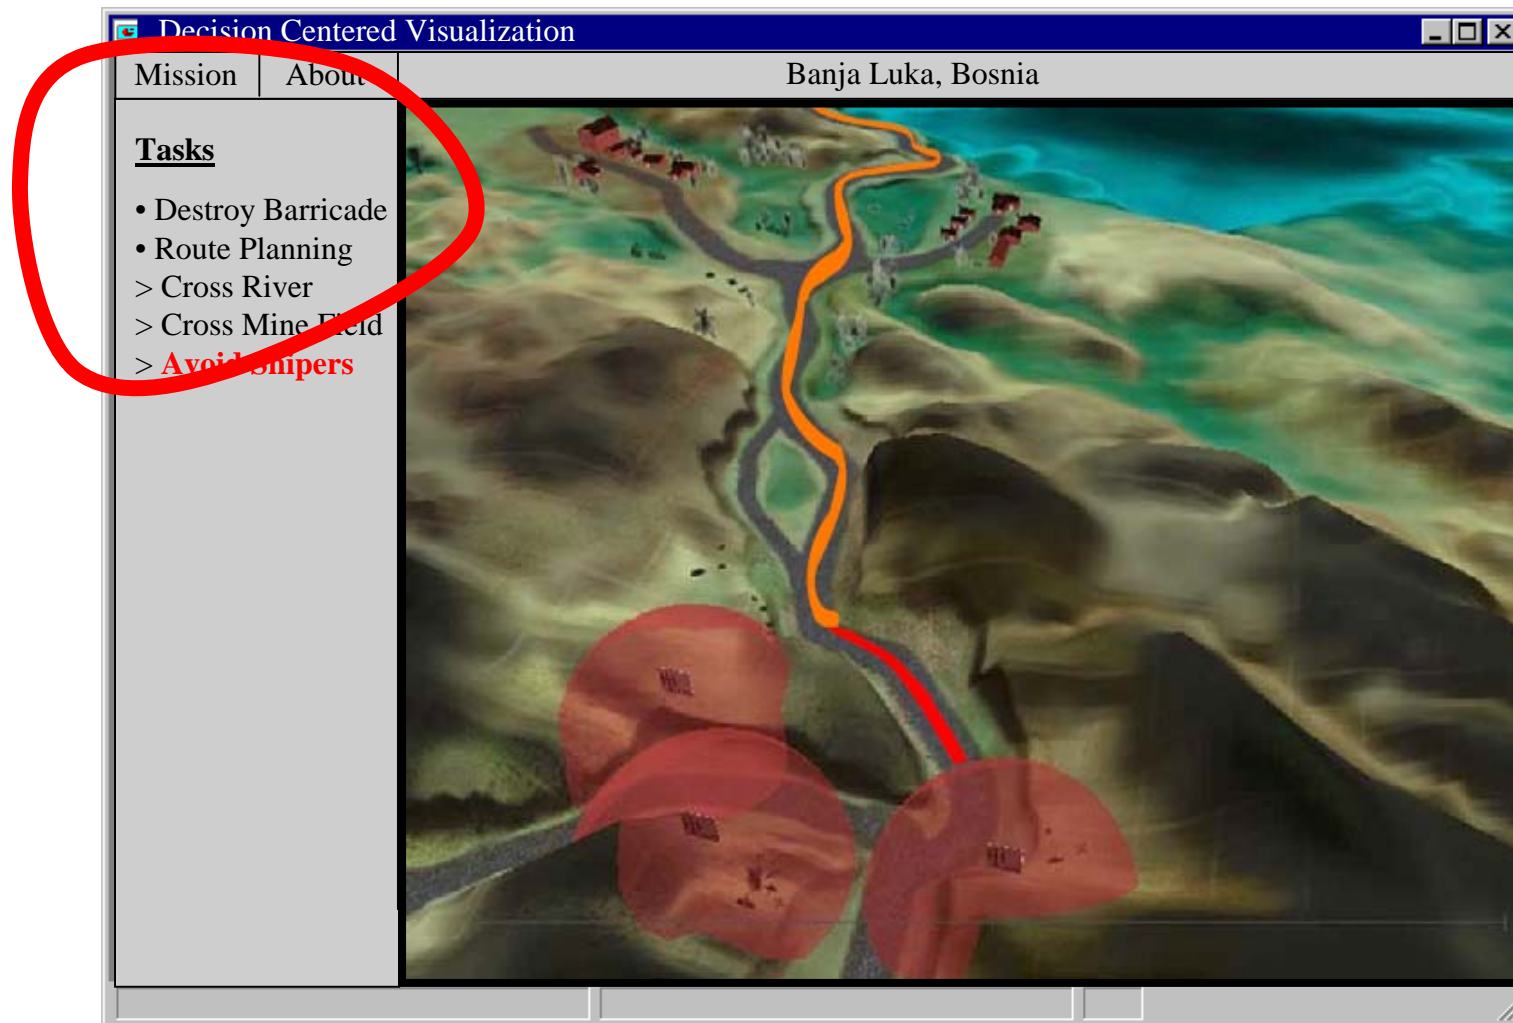 Decision Centered Visualization
Mission About Banja Luka, Bosnia
Tasks
• Destroy Barricade
• Route Planning
> Cross River
> Cross Mine Field
> Avoid Snipers